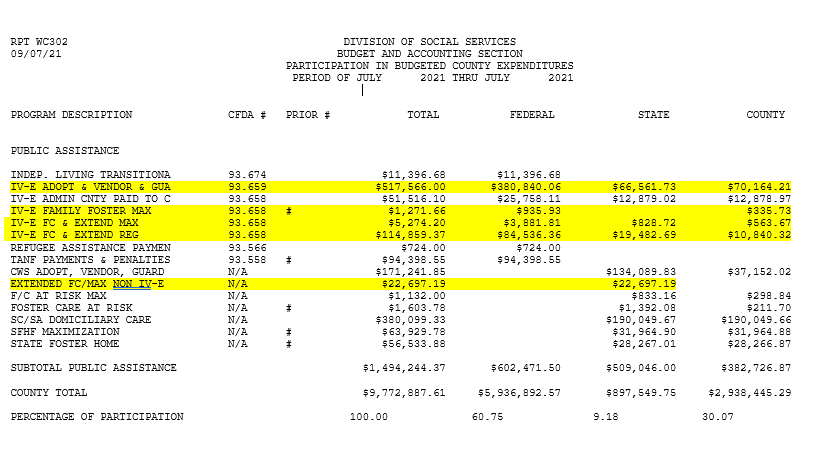 RPT WC302 DIVISION OF SOCIAL SERVICES
09/07/21 BUDGET AND ACCOUNTING SECTION
PARTICIPATION IN BUDGETED COUNTY EXPENDITURES
PERIOD OF JULY 2021 THRU JULY 2021
PROGRAM DESCRIPTION CFDA # PRIOR # TOTAL FEDERAL STATE COUNTY
PUBLIC ASSISTANCE
INDEP. LIVING TRANSITIONA 93.674 $11,396.68 $11,396.68
IV-E ADOPT & VENDOR & GUA 93.659 $517,566.00 $380,840.06 $66,561.73 $70,164.21
IV-E ADMIN CNTY PAID TO C 93.658 $51,516.10 $25,758.11 $12,879.02 $12,878.97
IV-E FAMILY FOSTER MAX 93.658 # $1,271.66 $935.93 $335.73
IV-E FC & EXTEND MAX 93.658 $5,274.20 $3,881.81 $828.72 $563.67
IV-E FC & EXTEND REG 93.658 $114,859.37 $84,536.36 $19,482.69 $10,840.32
REFUGEE ASSISTANCE PAYMEN 93.566 $724.00 $724.00
TANF PAYMENTS & PENALTIES 93.558 # $94,398.55 $94,398.55
CWS ADOPT, VENDOR, GUARD N/A $171,241.85 $134,089.83 $37,152.02
EXTENDED FC/MAX NON IV-E N/A $22,697.19 $22,697.19
F/C AT RISK MAX N/A $1,132.00 $833.16 $298.84
FOSTER CARE AT RISK N/A # $1,603.78 $1,392.08 $211.70
SC/SA DOMICILIARY CARE N/A $380,099.33 $190,049.67 $190,049.66
SFHF MAXIMIZATION N/A # $63,929.78 $31,964.90 $31,964.88
STATE FOSTER HOME N/A # $56,533.88 $28,267.01 $28,266.87
SUBTOTAL PUBLIC ASSISTANCE $1,494,244.37 $602,471.50 $509,046.00 $382,726.87
COUNTY TOTAL $9,772,887.61 $5,936,892.57 $897,549.75 $2,938,445.29
PERCENTAGE OF PARTICIPATION 100.00 60.75 9.18 30.07